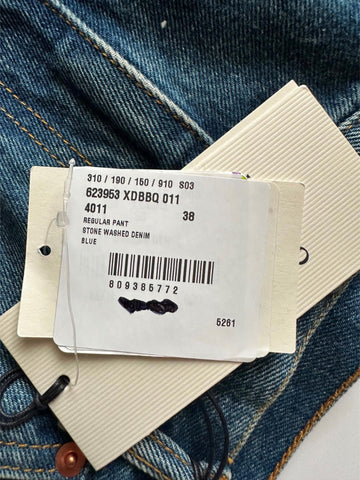 310 / 190 / 150 / 910 S03
623953 XDBBQ 011
4011 38
REGULAR PANT
STONE WASHED DENIM
BLUE
809385772
5261